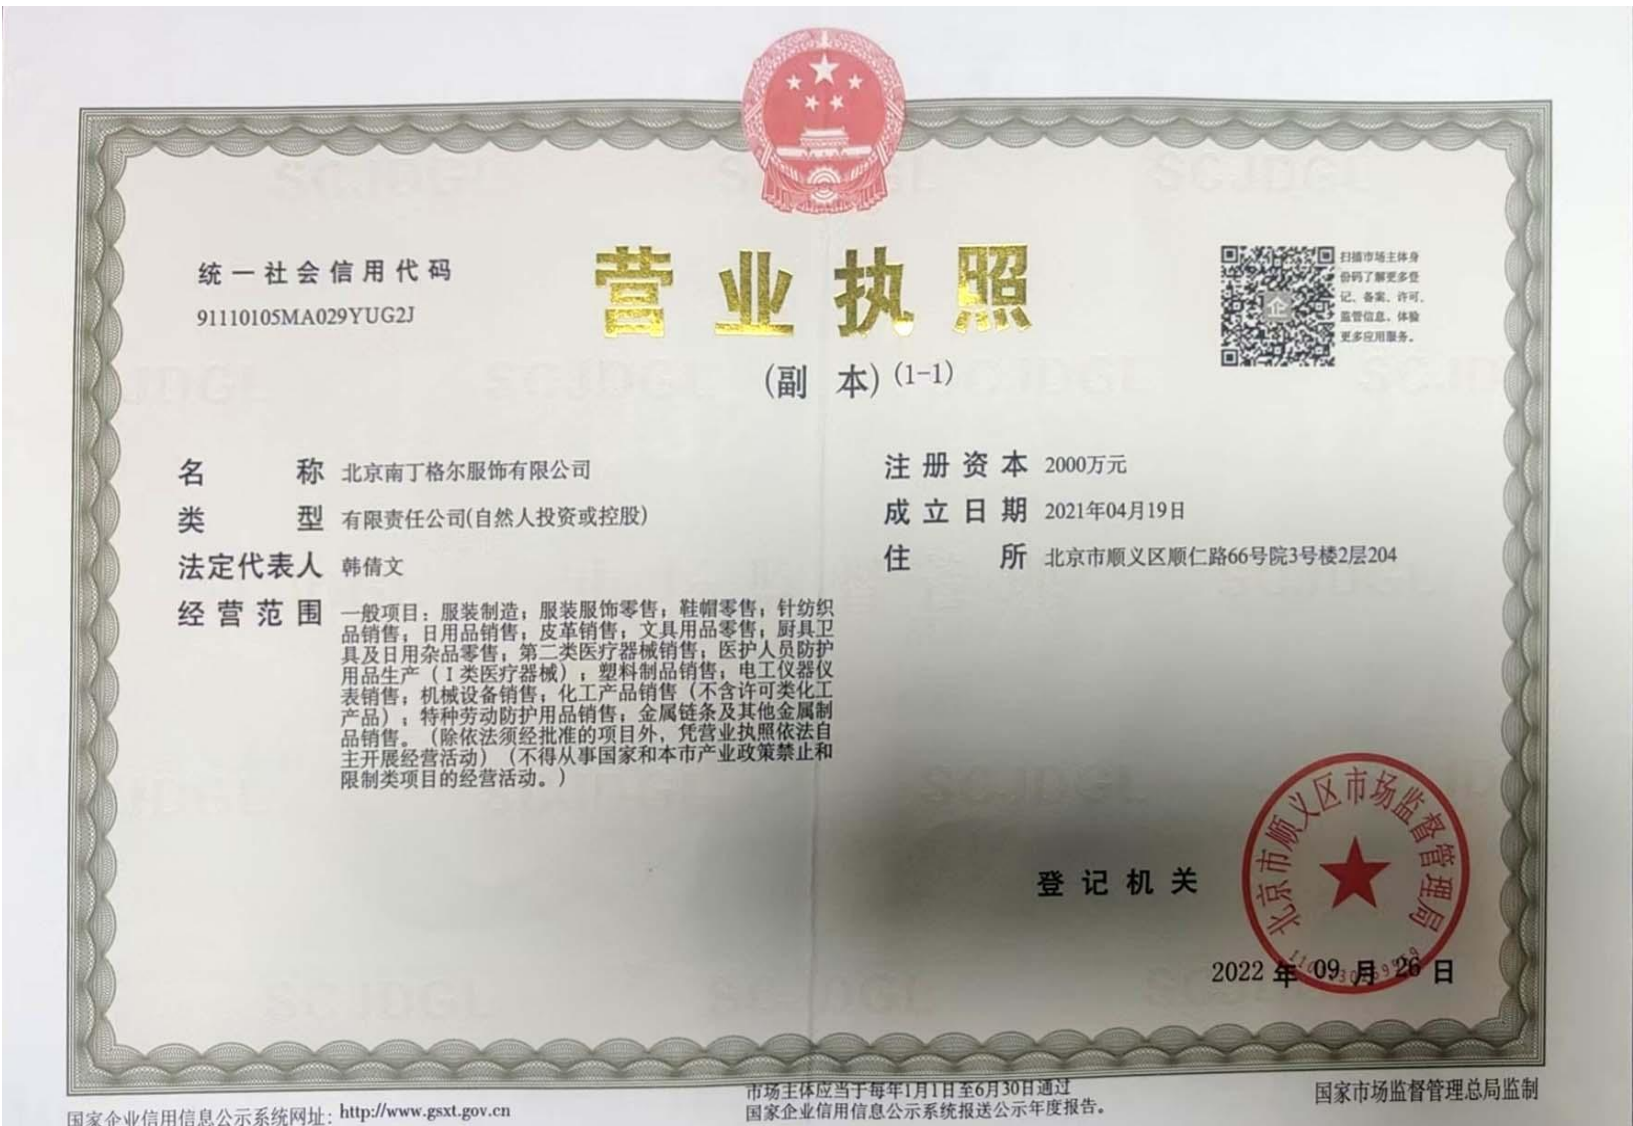 统一社会信用代码
91110105MA029YUG2J
营业执照
(副 本) (1-1)
扫描市场主体身
份码了解更多登
记、备案、许可、
监管信息，体验
更多应用服务。
名 称 北京南丁格尔服饰有限公司
类 型 有限责任公司(自然人投资或控股)
法定代表人 韩倩文
经营范围 一般项目：服装制造；服装服饰零售；鞋帽零售；针纺织
品销售；日用品销售；皮革销售；文具用品零售；厨具卫
具及日用杂品零售；第二类医疗器械销售；医护人员防护
用品生产（Ⅰ类医疗器械）；塑料制品销售；电工仪器仪
表销售；机械设备销售；化工产品销售（不含许可类化工
产品）；特种劳动防护用品销售；金属链条及其他金属制
品销售。（除依法须经批准的项目外，凭营业执照依法自
主开展经营活动）（不得从事国家和本市产业政策禁止和
限制类项目的经营活动。）
注册资本 2000万元
成立日期 2021年04月19日
住 所 北京市顺义区顺仁路66号院3号楼2层204
登记机关
北京市顺义区市场监督管理局
2022 年 09 月 26 日
国家企业信用信息公示系统网址：http://www.gsxt.gov.cn
市场主体应当于每年1月1日至6月30日通过
国家企业信用信息公示系统报送公示年度报告。
国家市场监督管理总局监制